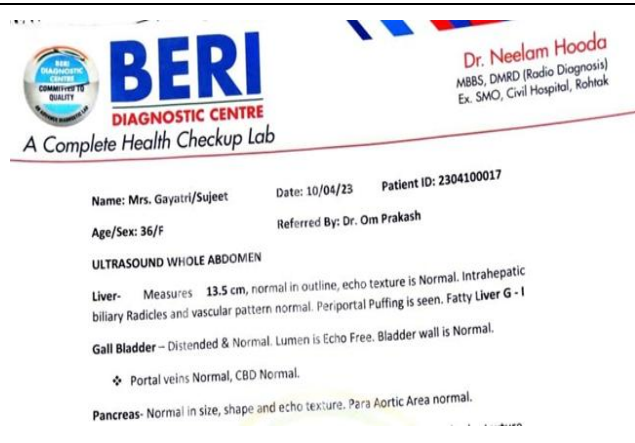 BERI
DIAGNOSTIC
CENTRE
COMMITTED TO
QUALITY
BERI
DIAGNOSTIC CENTRE
A Complete Health Checkup Lab
Dr. Neelam Hooda
MBBS, DMRD (Radio Diagnosis)
Ex. SMO, Civil Hospital, Rohtak
Name: Mrs. Gayatri/Sujeet Date: 10/04/23 Patient ID: 2304100017
Age/Sex: 36/F Referred By: Dr. Om Prakash
ULTRASOUND WHOLE ABDOMEN
Liver- Measures 13.5 cm, normal in outline, echo texture is Normal. Intrahepatic
biliary Radicles and vascular pattern normal. Periportal Puffing is seen. Fatty Liver G - I
Gall Bladder – Distended & Normal. Lumen is Echo Free. Bladder wall is Normal.
❖ Portal veins Normal, CBD Normal.
Pancreas- Normal in size, shape and echo texture. Para Aortic Area normal.